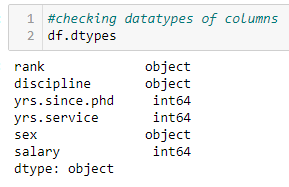 1 #checking datatypes of columns
2 df.dtypes
rank object
discipline object
yrs.since.phd int64
yrs.service int64
sex object
salary int64
dtype: object